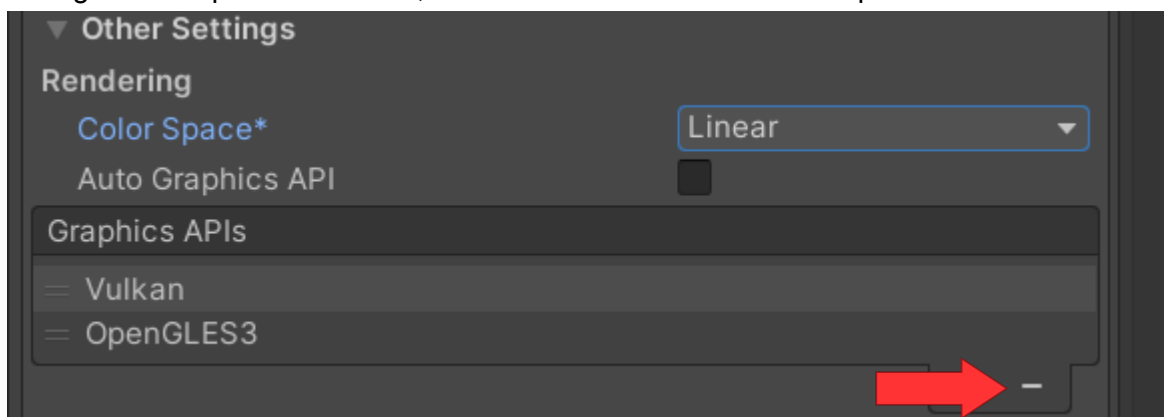 Other Settings
Rendering
Color Space* Linear
Auto Graphics API
Graphics APIs
Vulkan
OpenGLES3